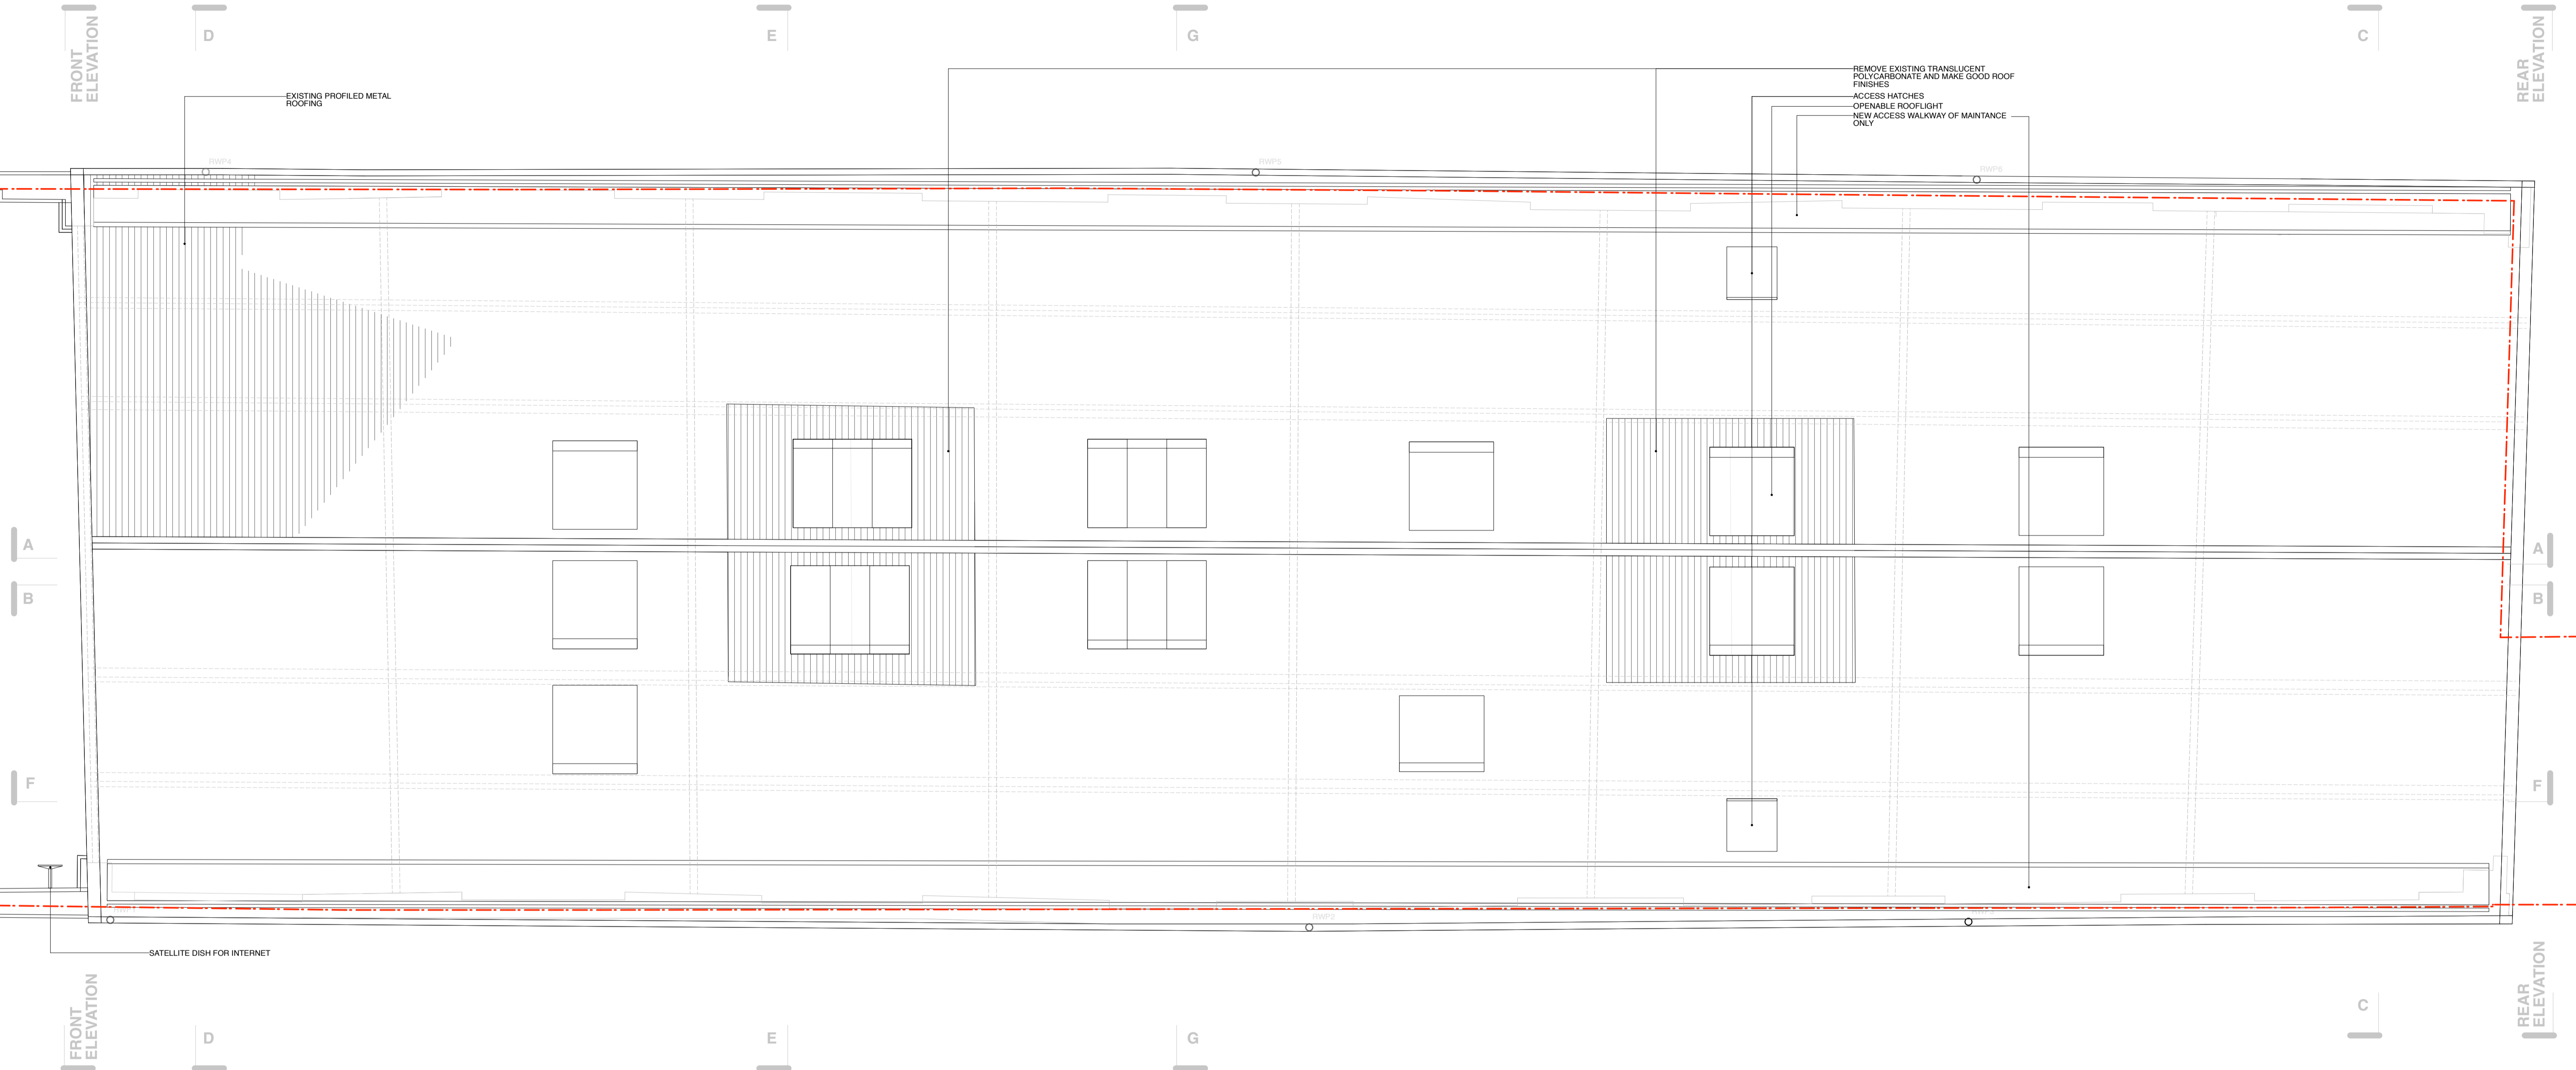 FRONT
ELEVATION
D
E
G
C
REAR
ELEVATION
REMOVE EXISTING TRANSLUCENT
POLYCARBONATE AND MAKE GOOD ROOF
FINISHES
ACCESS HATCHES
OPENABLE ROOFLIGHT
NEW ACCESS WALKWAY OF MAINTANCE
ONLY
EXISTING PROFILED METAL
ROOFING
RWP4
RWP5
RWP6
A
A
B
B
F
F
RWP2
SATELLITE DISH FOR INTERNET
FRONT
ELEVATION
D
E
G
C
REAR
ELEVATION